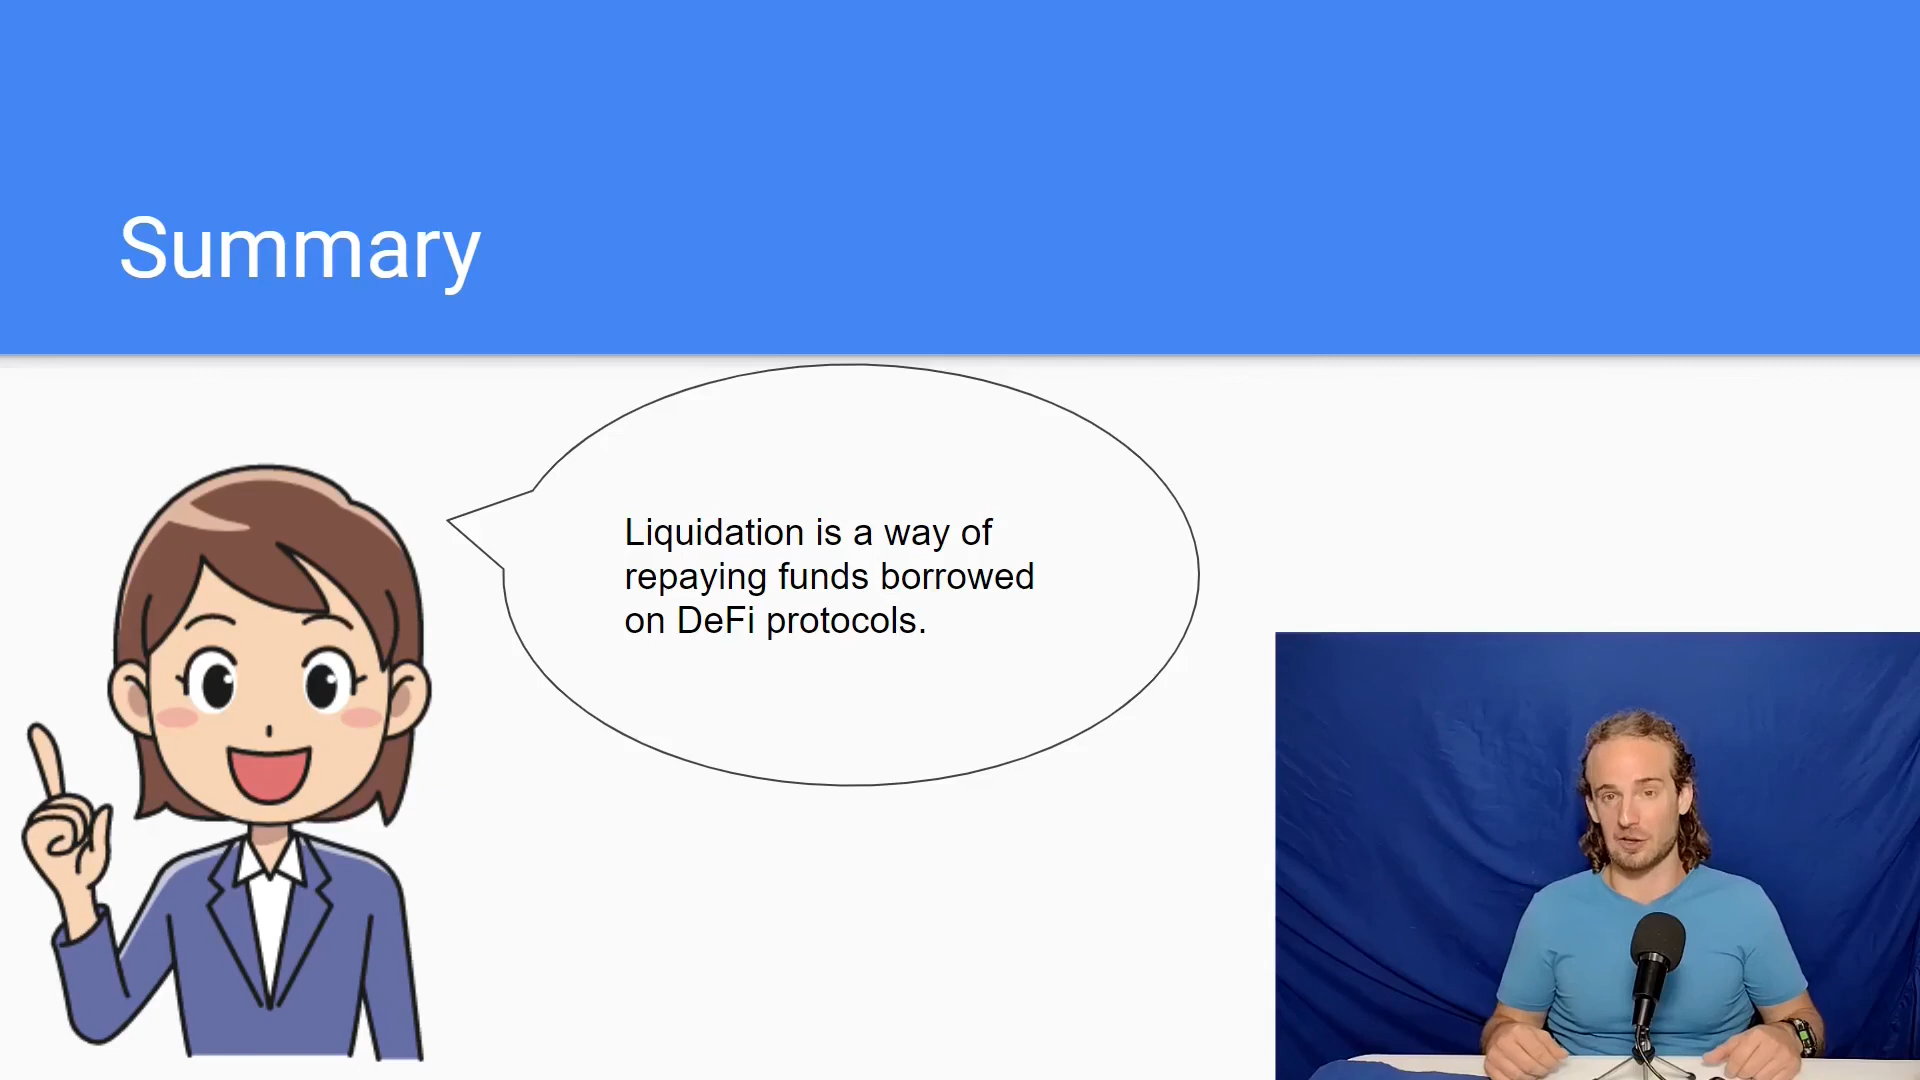 Summary
Liquidation is a way of
repaying funds borrowed
on DeFi protocols.